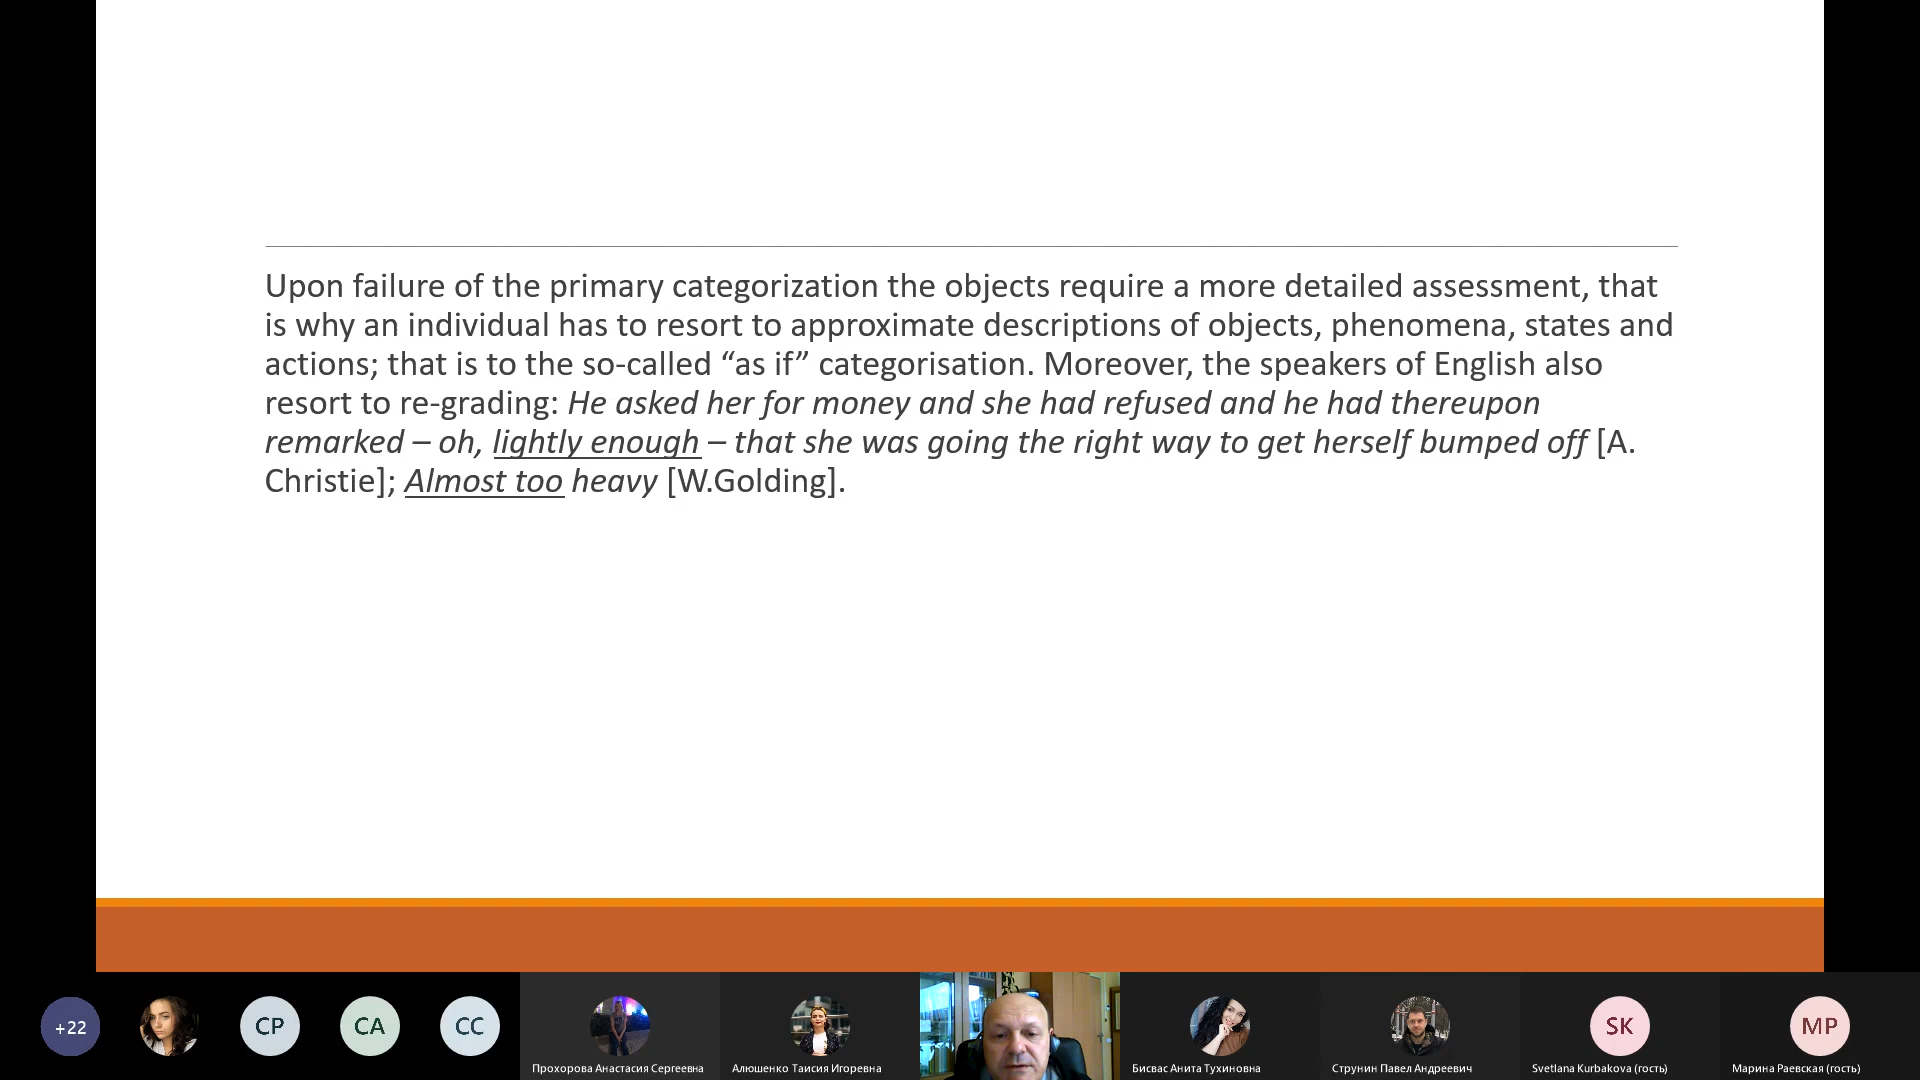 Upon failure of the primary categorization the objects require a more detailed assessment, that
is why an individual has to resort to approximate descriptions of objects, phenomena, states and
actions; that is to the so-called “as if” categorisation. Moreover, the speakers of English also
resort to re-grading: He asked her for money and she had refused and he had thereupon
remarked – oh, lightly enough – that she was going the right way to get herself bumped off [A.
Christie]; Almost too heavy [W.Golding].
+22
СР
СА
СС
SK
МР
Прохорова Анастасия Сергеевна
Алюшенко Таисия Игоревна
Бисвас Анита Тухиновна
Струнин Павел Андреевич
Svetlana Kurbakova (гость)
Марина Раевская (гость)